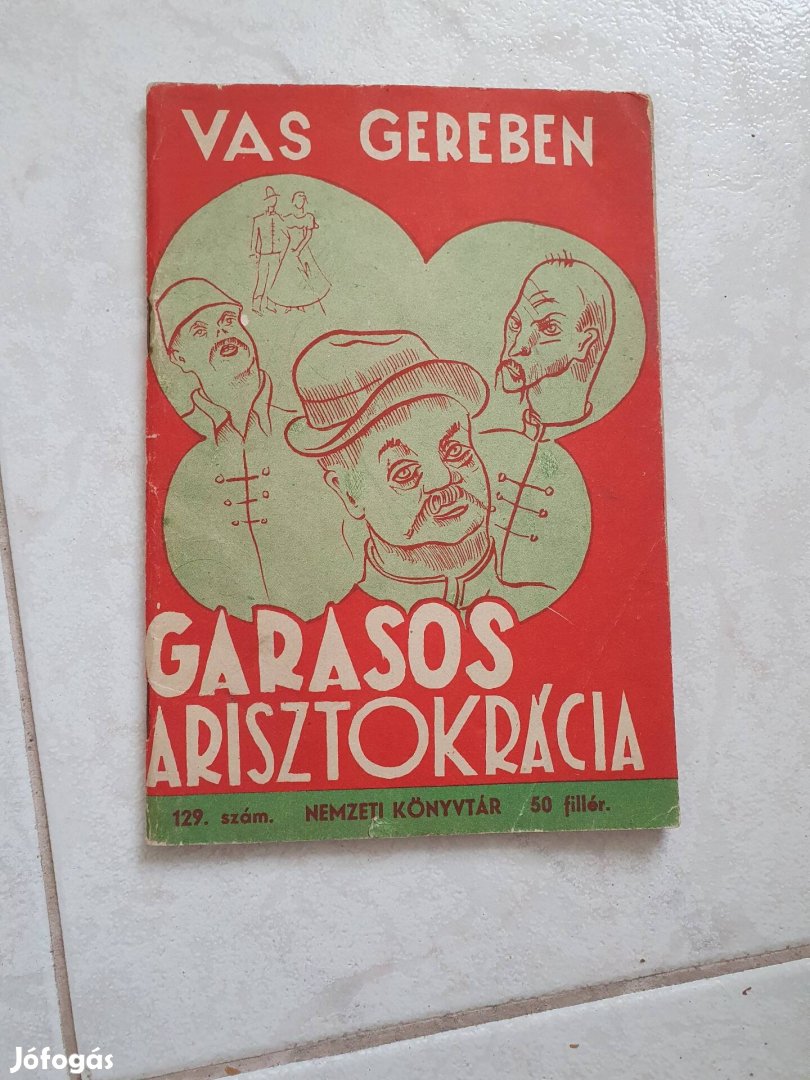 VAS GEREBEN
GARASOS
ARISZTOKRÁCIA
129. szám. NEMZETI KÖNYVTÁR 50 fillér.
Jófogás